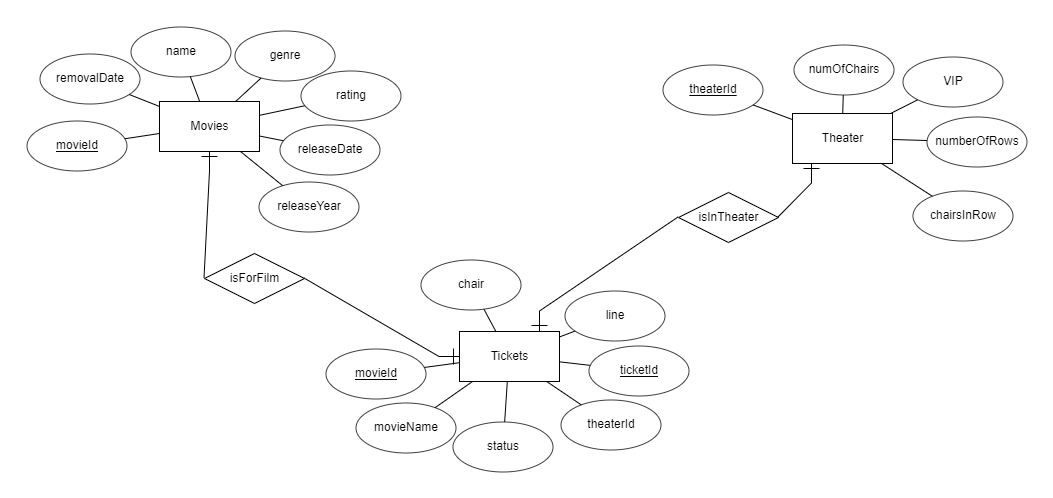 name
genre
removalDate
rating
Movies
movieId
releaseDate
releaseYear
numOfChairs
theaterId
VIP
Theater
numberOfRows
chairsInRow
isInTheater
isForFilm
chair
line
Tickets
movieId
ticketId
movieName
theaterId
status